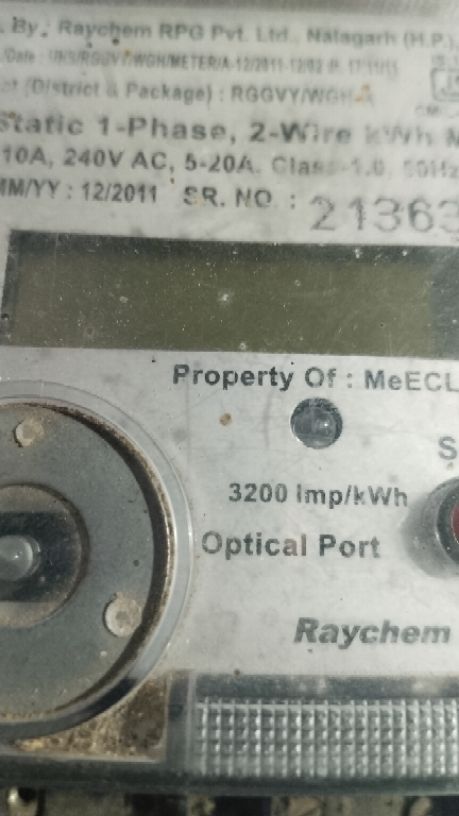 . By. Raychem RPG Pvt. Ltd., Nalagarh (H.P.)
ct (District & Package) : RGGVY/WGH-A
Static 1-Phase, 2-Wire kWh M
10A, 240V AC, 5-20A. Class-1.0, 50Hz
MM/YY : 12/2011 SR. NO. : 21363
Property Of : MeECL
S
3200 Imp/kWh
Optical Port
Raychem